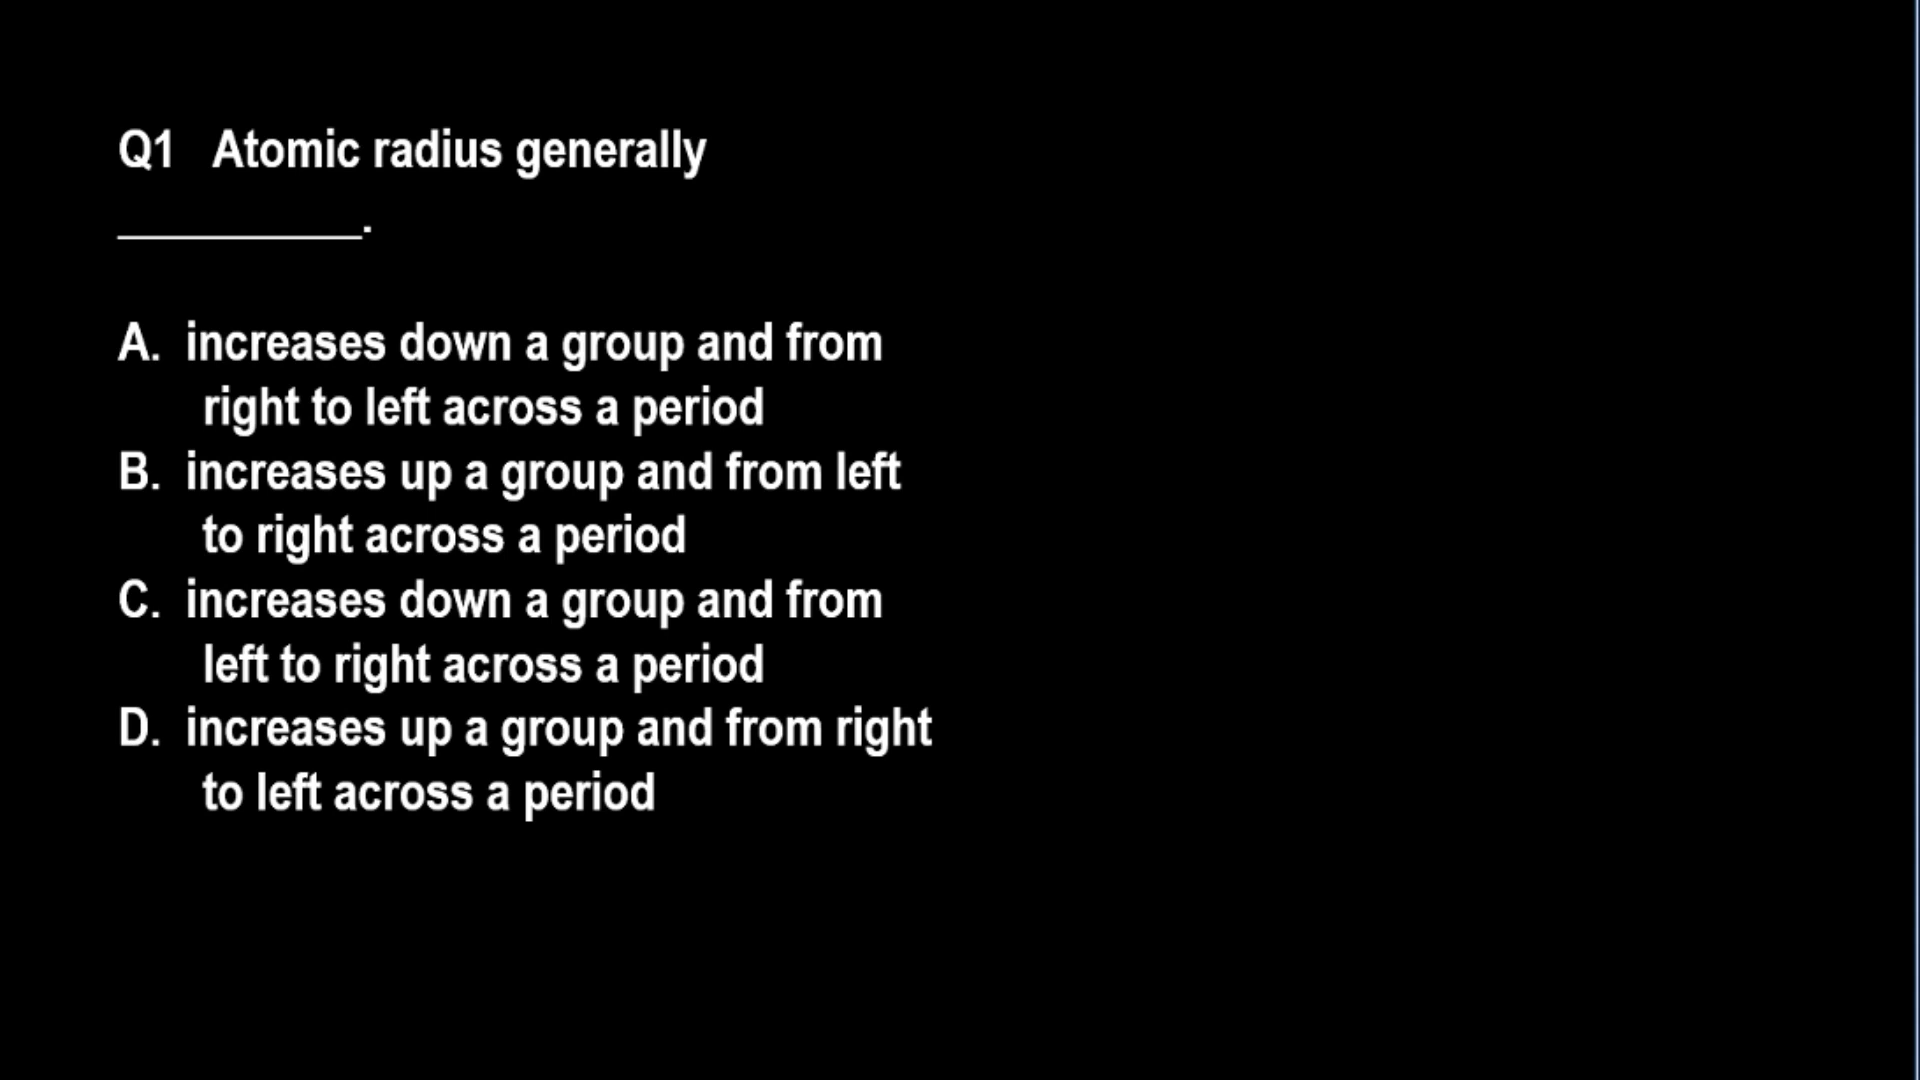 Q1 Atomic radius generally
___________.
A. increases down a group and from
right to left across a period
B. increases up a group and from left
to right across a period
C. increases down a group and from
left to right across a period
D. increases up a group and from right
to left across a period